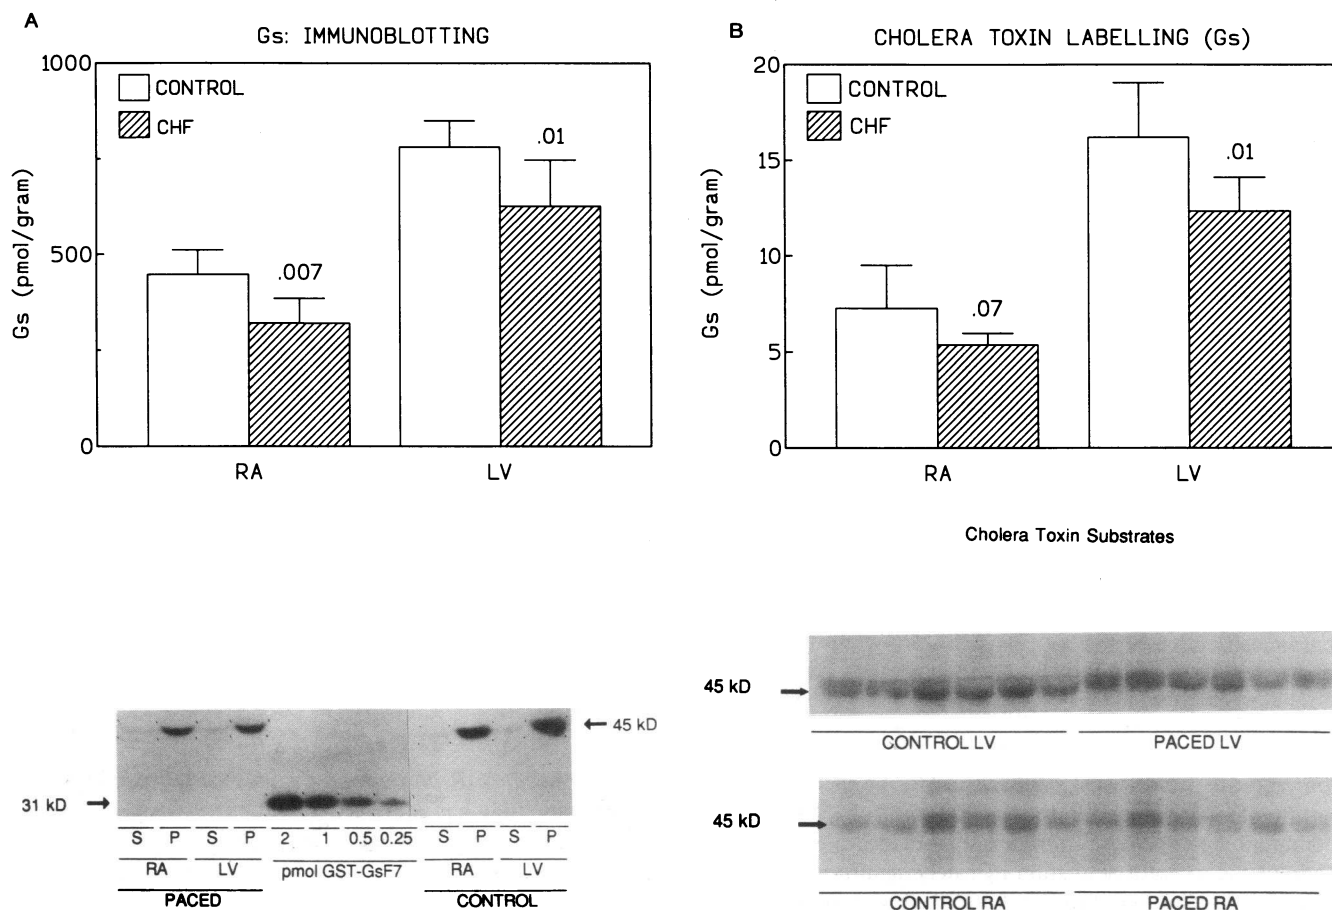 A
Gs: IMMUNOBLOTTING
1000
500
0
Gs (pmol/gram)
CONTROL
CHF
.007
.01
RA LV
31 kD
45 kD
S P S P 2 1 0.5 0.25 S P S P
RA LV pmol GST-GsF7 RA LV
PACED CONTROL
B
CHOLERA TOXIN LABELLING (Gs)
20
15
10
5
0
Gs (pmol/gram)
CONTROL
CHF
.07
.01
RA LV
Cholera Toxin Substrates
45 kD
CONTROL LV PACED LV
45 kD
CONTROL RA PACED RA